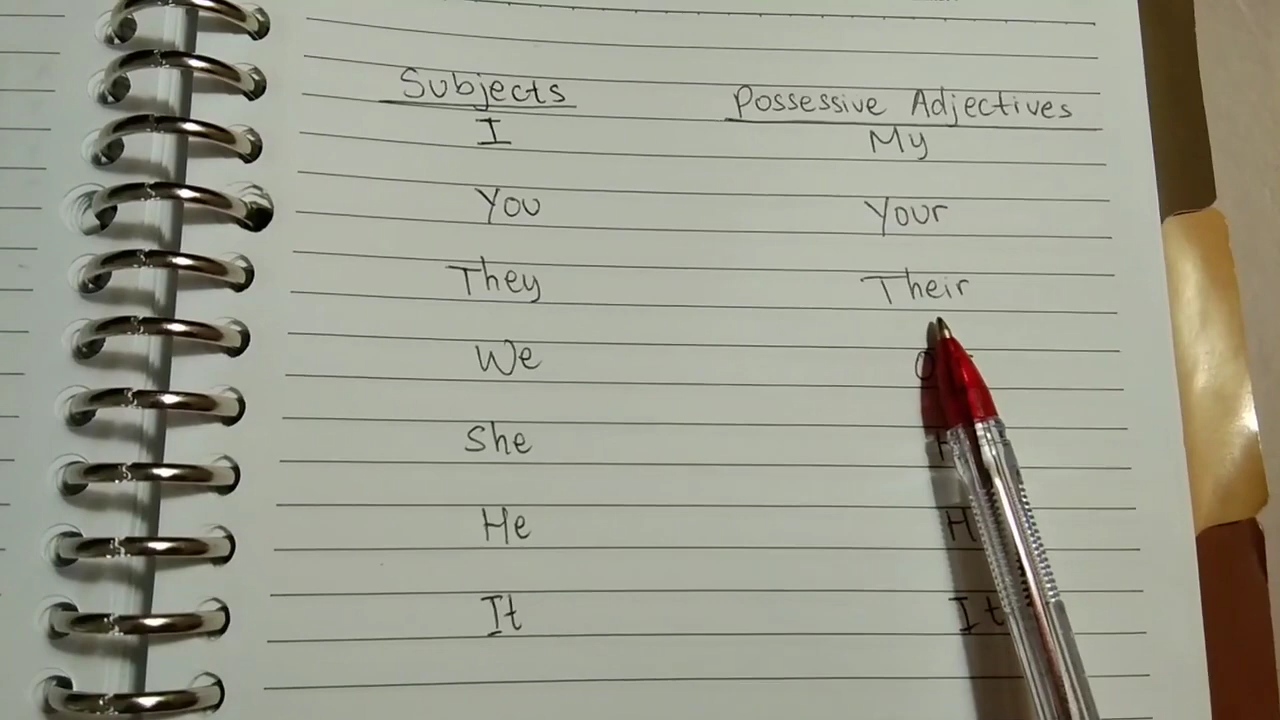 Subjects Possessive Adjectives
I My
You Your
They Their
We
She
He
It